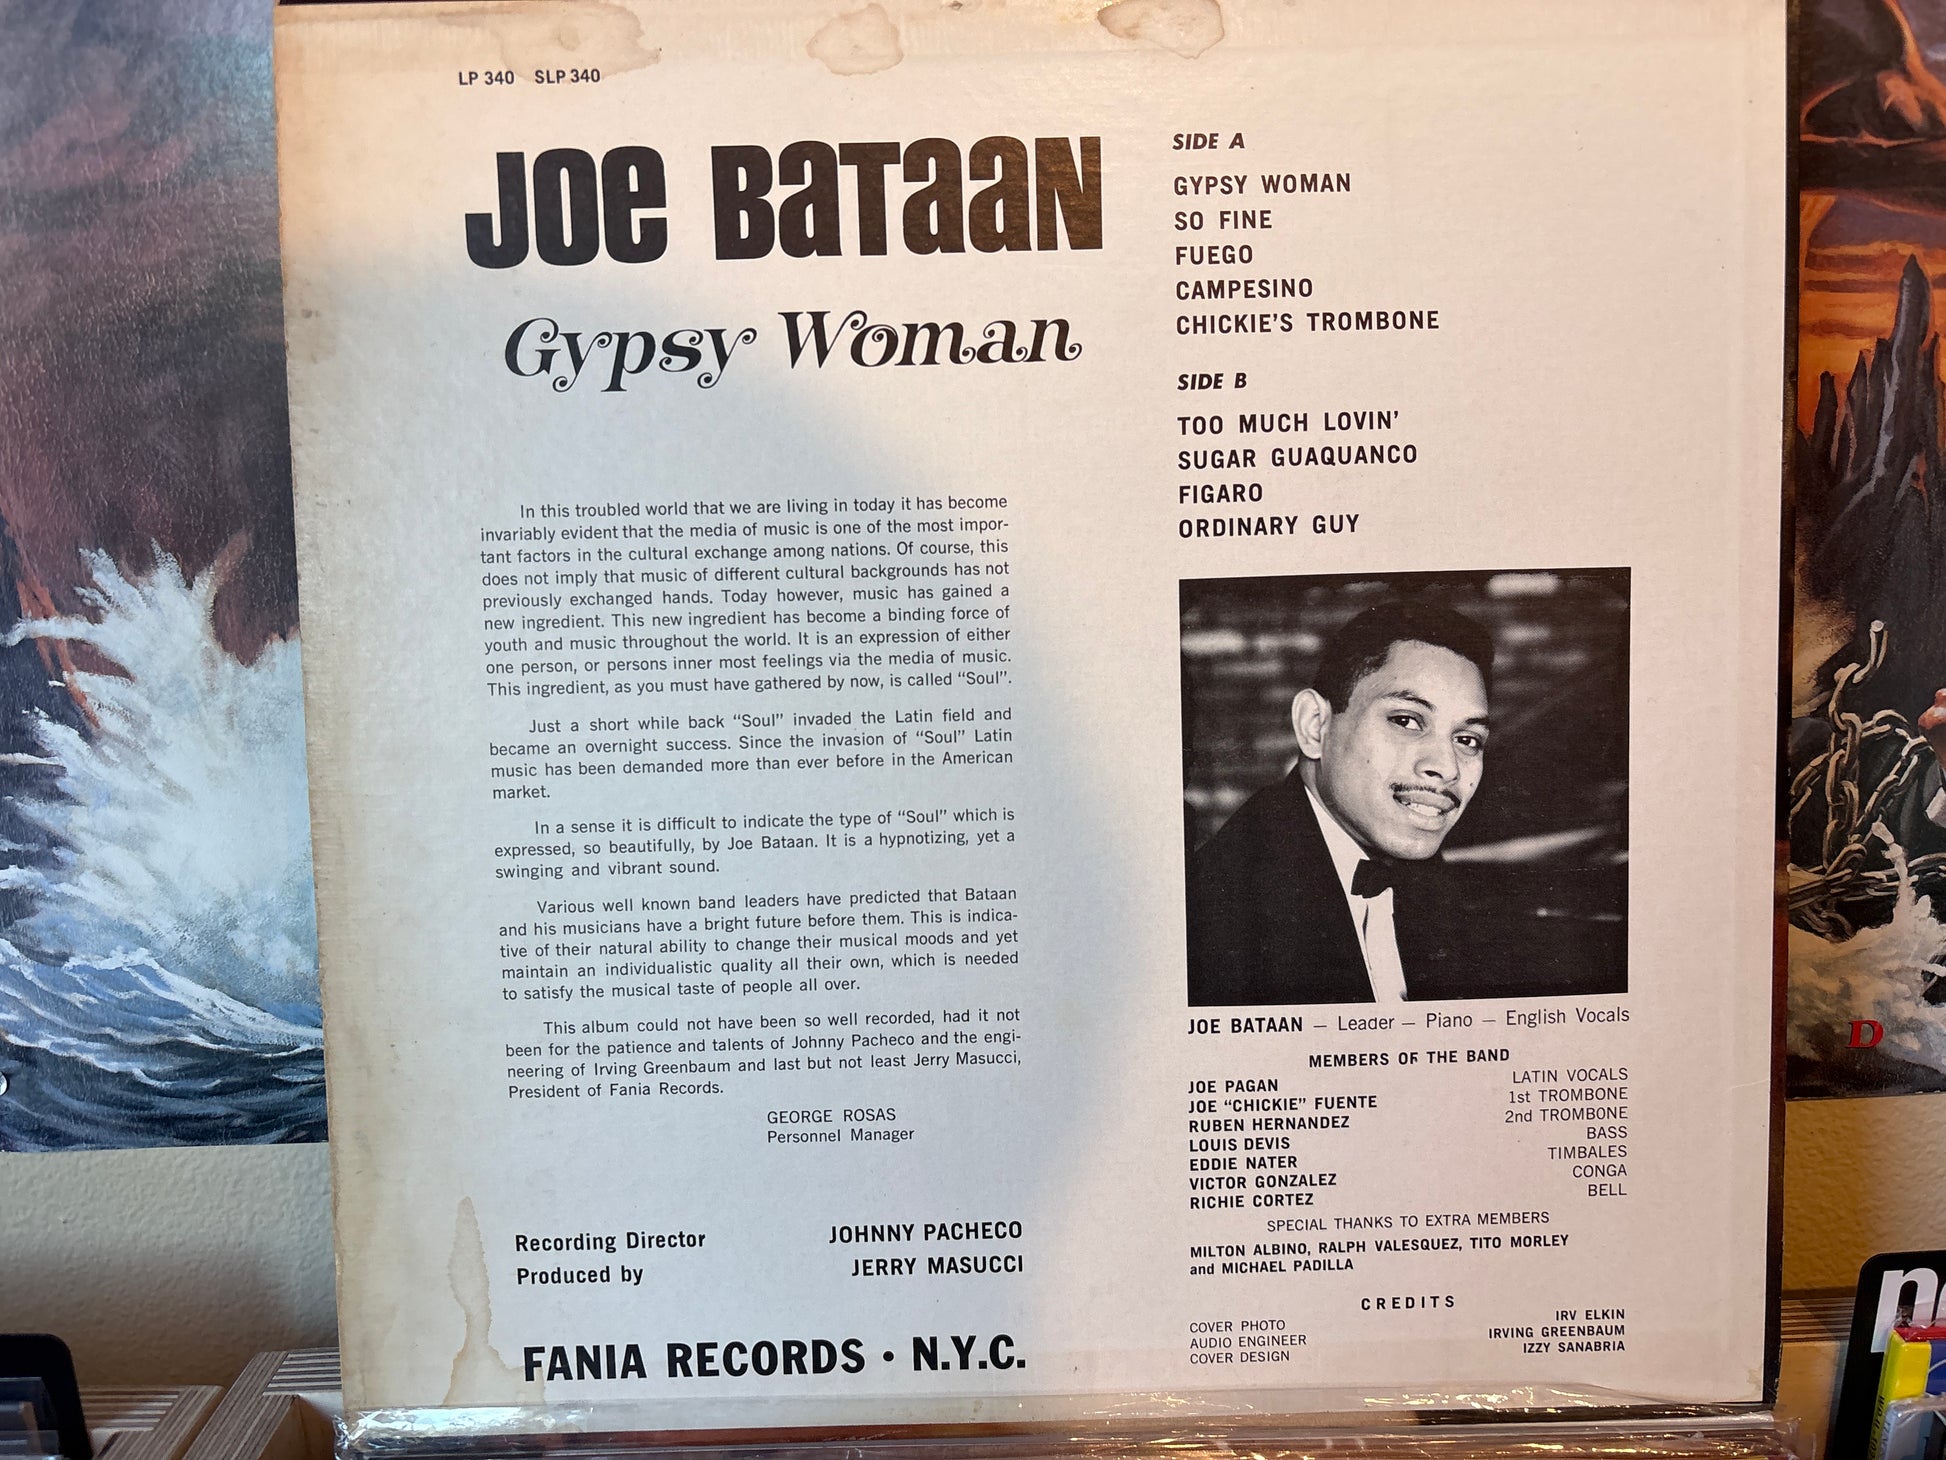 LP 340 SLP 340
JOE BATAAN
Gypsy Woman
In this troubled world that we are living in today it has become
invariably evident that the media of music is one of the most impor-
tant factors in the cultural exchange among nations. Of course, this
does not imply that music of different cultural backgrounds has not
previously exchanged hands. Today however, music has gained a
new ingredient. This new ingredient has become a binding force of
youth and music throughout the world. It is an expression of either
one person, or persons inner most feelings via the media of music.
This ingredient, as you must have gathered by now, is called “Soul”.
Just a short while back “Soul” invaded the Latin field and
became an overnight success. Since the invasion of “Soul” Latin
music has been demanded more than ever before in the American
market.
In a sense it is difficult to indicate the type of “Soul” which is
expressed, so beautifully, by Joe Bataan. It is a hypnotizing, yet a
swinging and vibrant sound.
Various well known band leaders have predicted that Bataan
and his musicians have a bright future before them. This is indica-
tive of their natural ability to change their musical moods and yet
maintain an individualistic quality all their own, which is needed
to satisfy the musical taste of people all over.
This album could not have been so well recorded, had it not
been for the patience and talents of Johnny Pacheco and the engi-
neering of Irving Greenbaum and last but not least Jerry Masucci,
President of Fania Records.
GEORGE ROSAS
Personnel Manager
Recording Director JOHNNY PACHECO
Produced by JERRY MASUCCI
FANIA RECORDS • N.Y.C.
SIDE A
GYPSY WOMAN
SO FINE
FUEGO
CAMPESINO
CHICKIE’S TROMBONE
SIDE B
TOO MUCH LOVIN’
SUGAR GUAQUANCO
FIGARO
ORDINARY GUY
JOE BATAAN — Leader — Piano — English Vocals
MEMBERS OF THE BAND
JOE PAGAN LATIN VOCALS
JOE “CHICKIE” FUENTE 1st TROMBONE
RUBEN HERNANDEZ 2nd TROMBONE
LOUIS DEVIS BASS
EDDIE NATER TIMBALES
VICTOR GONZALEZ CONGA
RICHIE CORTEZ BELL
SPECIAL THANKS TO EXTRA MEMBERS
MILTON ALBINO, RALPH VALESQUEZ, TITO MORLEY
and MICHAEL PADILLA
CREDITS
COVER PHOTO IRV ELKIN
AUDIO ENGINEER IRVING GREENBAUM
COVER DESIGN IZZY SANABRIA
D